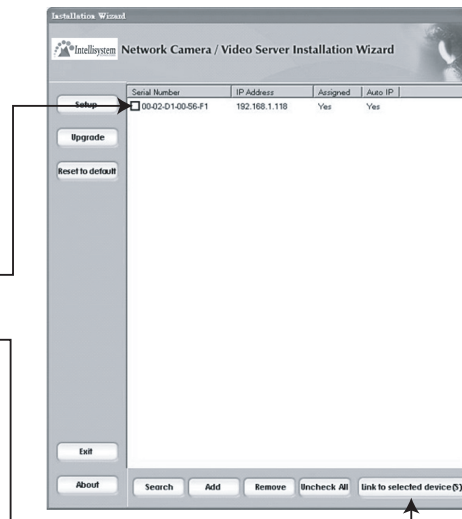 Installation Wizard
Intellisystem Network Camera / Video Server Installation Wizard
Serial Number IP Address Assigned Auto IP
00-02-D1-00-56-F1 192.168.1.118 Yes Yes
Setup
Upgrade
Reset to default
Exit
About
Search Add Remove Uncheck All Link to selected device(S)